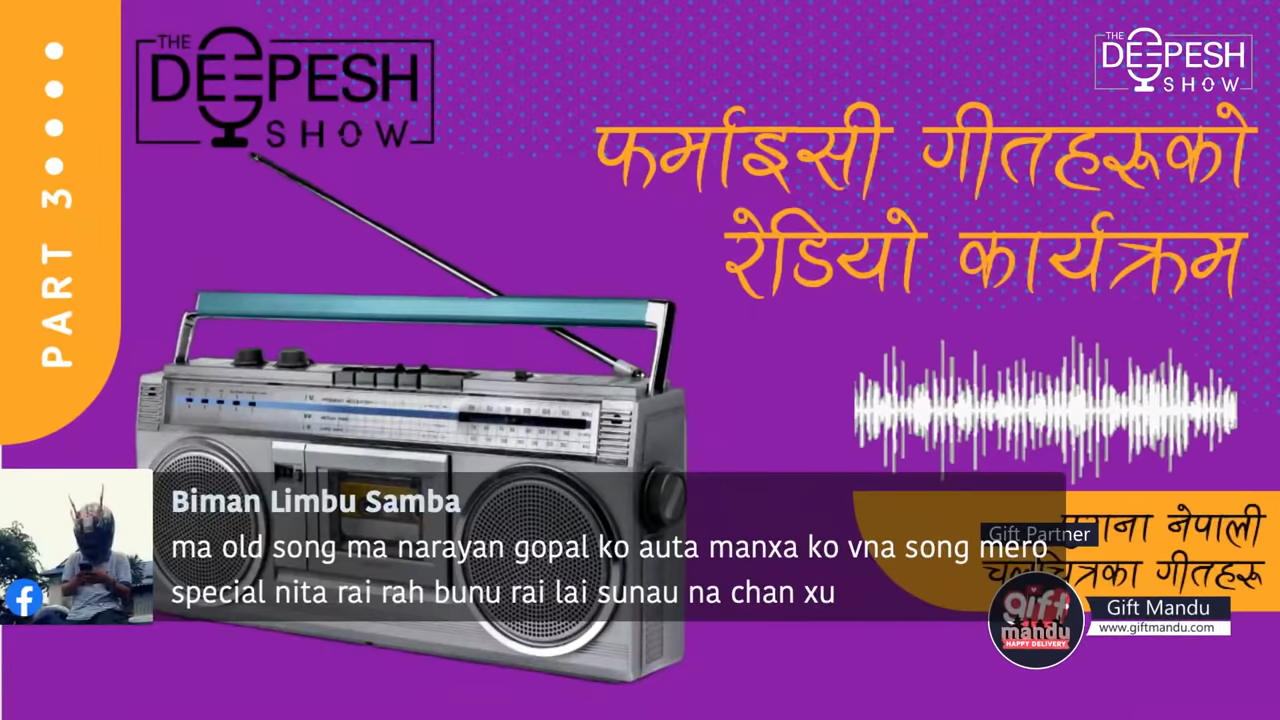 THE
DEEPESH
SHOW
THE
DEEPESH
SHOW
PART 3
फर्माइसी गीतहरूको
रेडियो कार्यक्रम
Biman Limbu Samba
ma old song ma narayan gopal ko auta manxa ko vna song mero
special nita rai rah bunu rai lai sunau na chan xu
नेपाली
गीतहरू
Gift Partner
gift
mandu
HAPPY DELIVERY
Gift Mandu
www.giftmandu.com